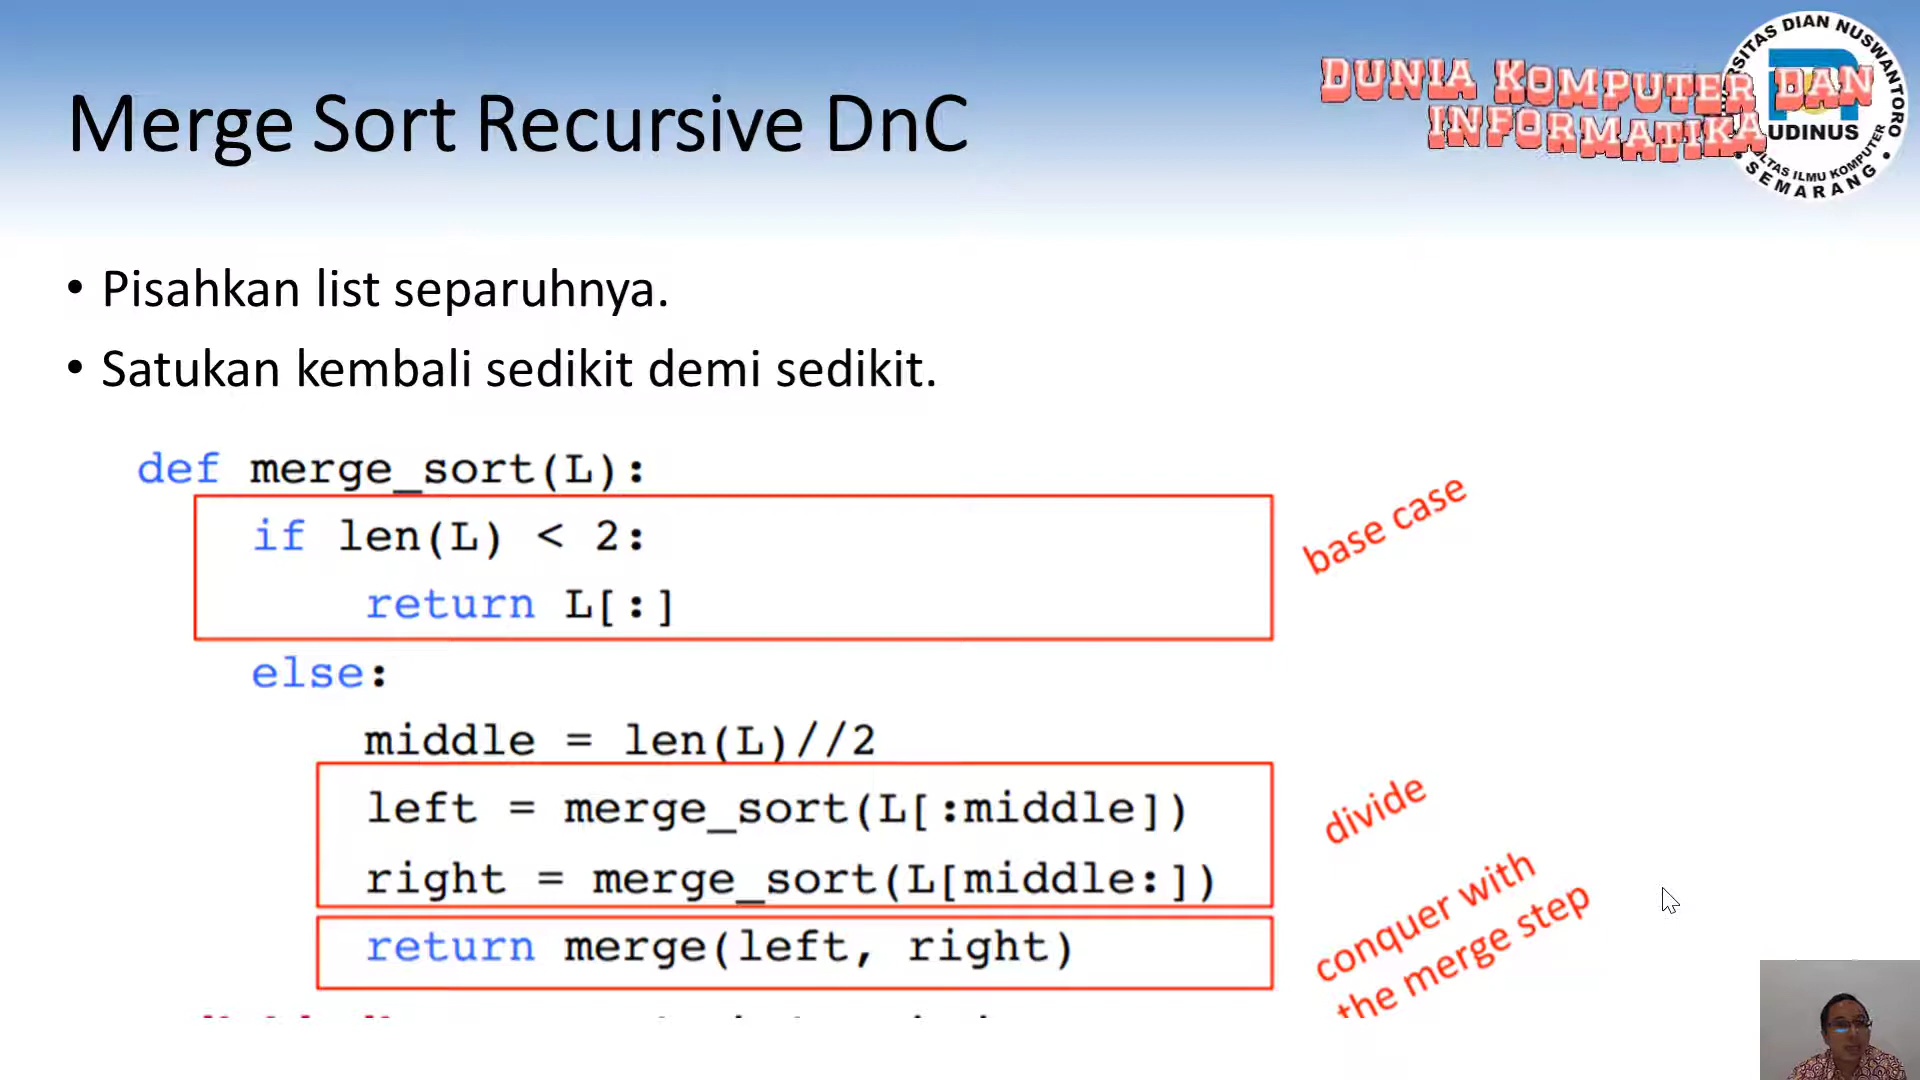 Merge Sort Recursive DnC
DUNIA KOMPUTER DAN
INFORMATIKA
UDINUS
SEMARANG
• Pisahkan list separuhnya.
• Satukan kembali sedikit demi sedikit.
def merge_sort(L):
if len(L) < 2:
return L[:]
base case
else:
middle = len(L)//2
left = merge_sort(L[:middle])
right = merge_sort(L[middle:])
divide
return merge(left, right)
conquer with
the merge step